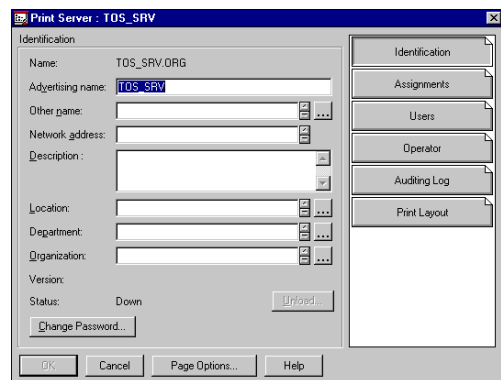 Print Server : TOS_SRV
Identification
Name: TOS_SRV.ORG
Advertising name: TOS_SRV
Other name:
...
Network address:
Description :
Location:
...
Department:
...
Organization:
...
Version:
Status: Down
Unload...
Change Password...
OK
Cancel
Page Options...
Help
Identification
Assignments
Users
Operator
Auditing Log
Print Layout